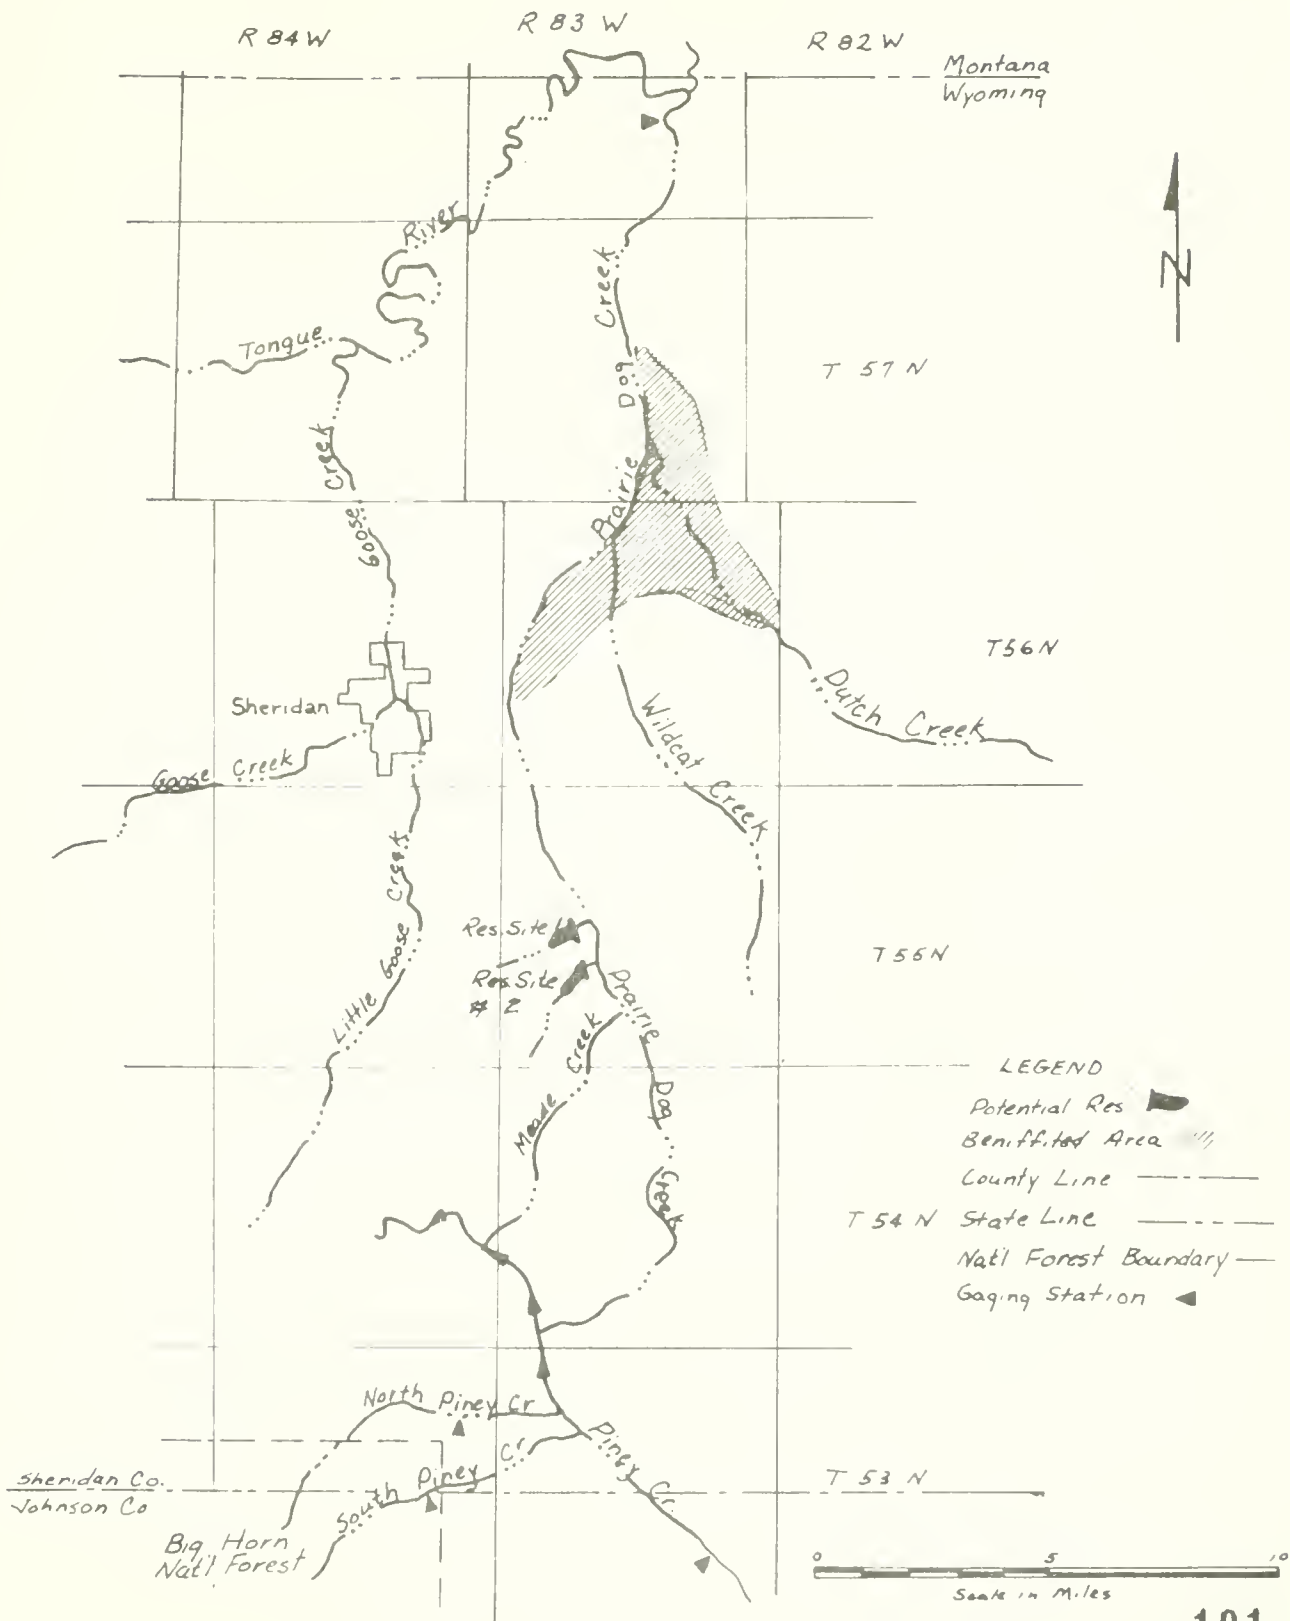 R 84 W
R 83 W
R 82 W
Montana
Wyoming
River
Tongue
Creek
Dog
Prairie
N
T 57 N
Creek
Goose
T 56 N
Sheridan
Goose Creek
Wildcat Creek
Dutch Creek
Little Goose Creek
Res. Site
Res. Site
# 2
T 55 N
Prairie
Dog
Creek
Meade Creek
LEGEND
Potential Res
Beniffited Area
County Line
T 54 N
State Line
Nat'l Forest Boundary
Gaging Station
North Piney Cr
South Piney Cr
Piney Cr.
T 53 N
Sheridan Co.
Johnson Co
Big Horn
Nat'l Forest
0 5 10
Scale in Miles
101